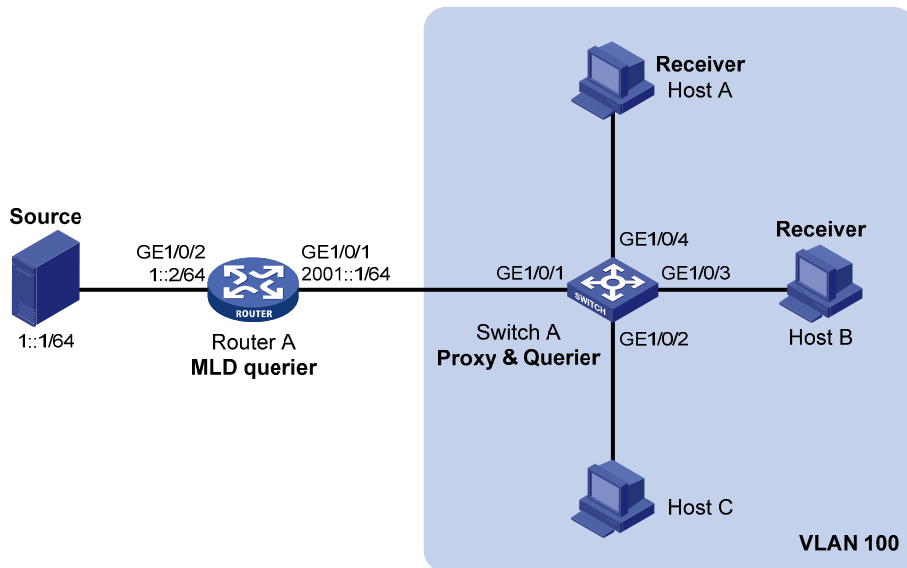 Receiver
Host A
Source
GE1/0/2
1::2/64
GE1/0/1
2001::1/64
GE1/0/4
Receiver
GE1/0/1
GE1/0/3
ROUTER
SWITCH
1::1/64
Router A
MLD querier
Switch A
Proxy & Querier
GE1/0/2
Host B
Host C
VLAN 100